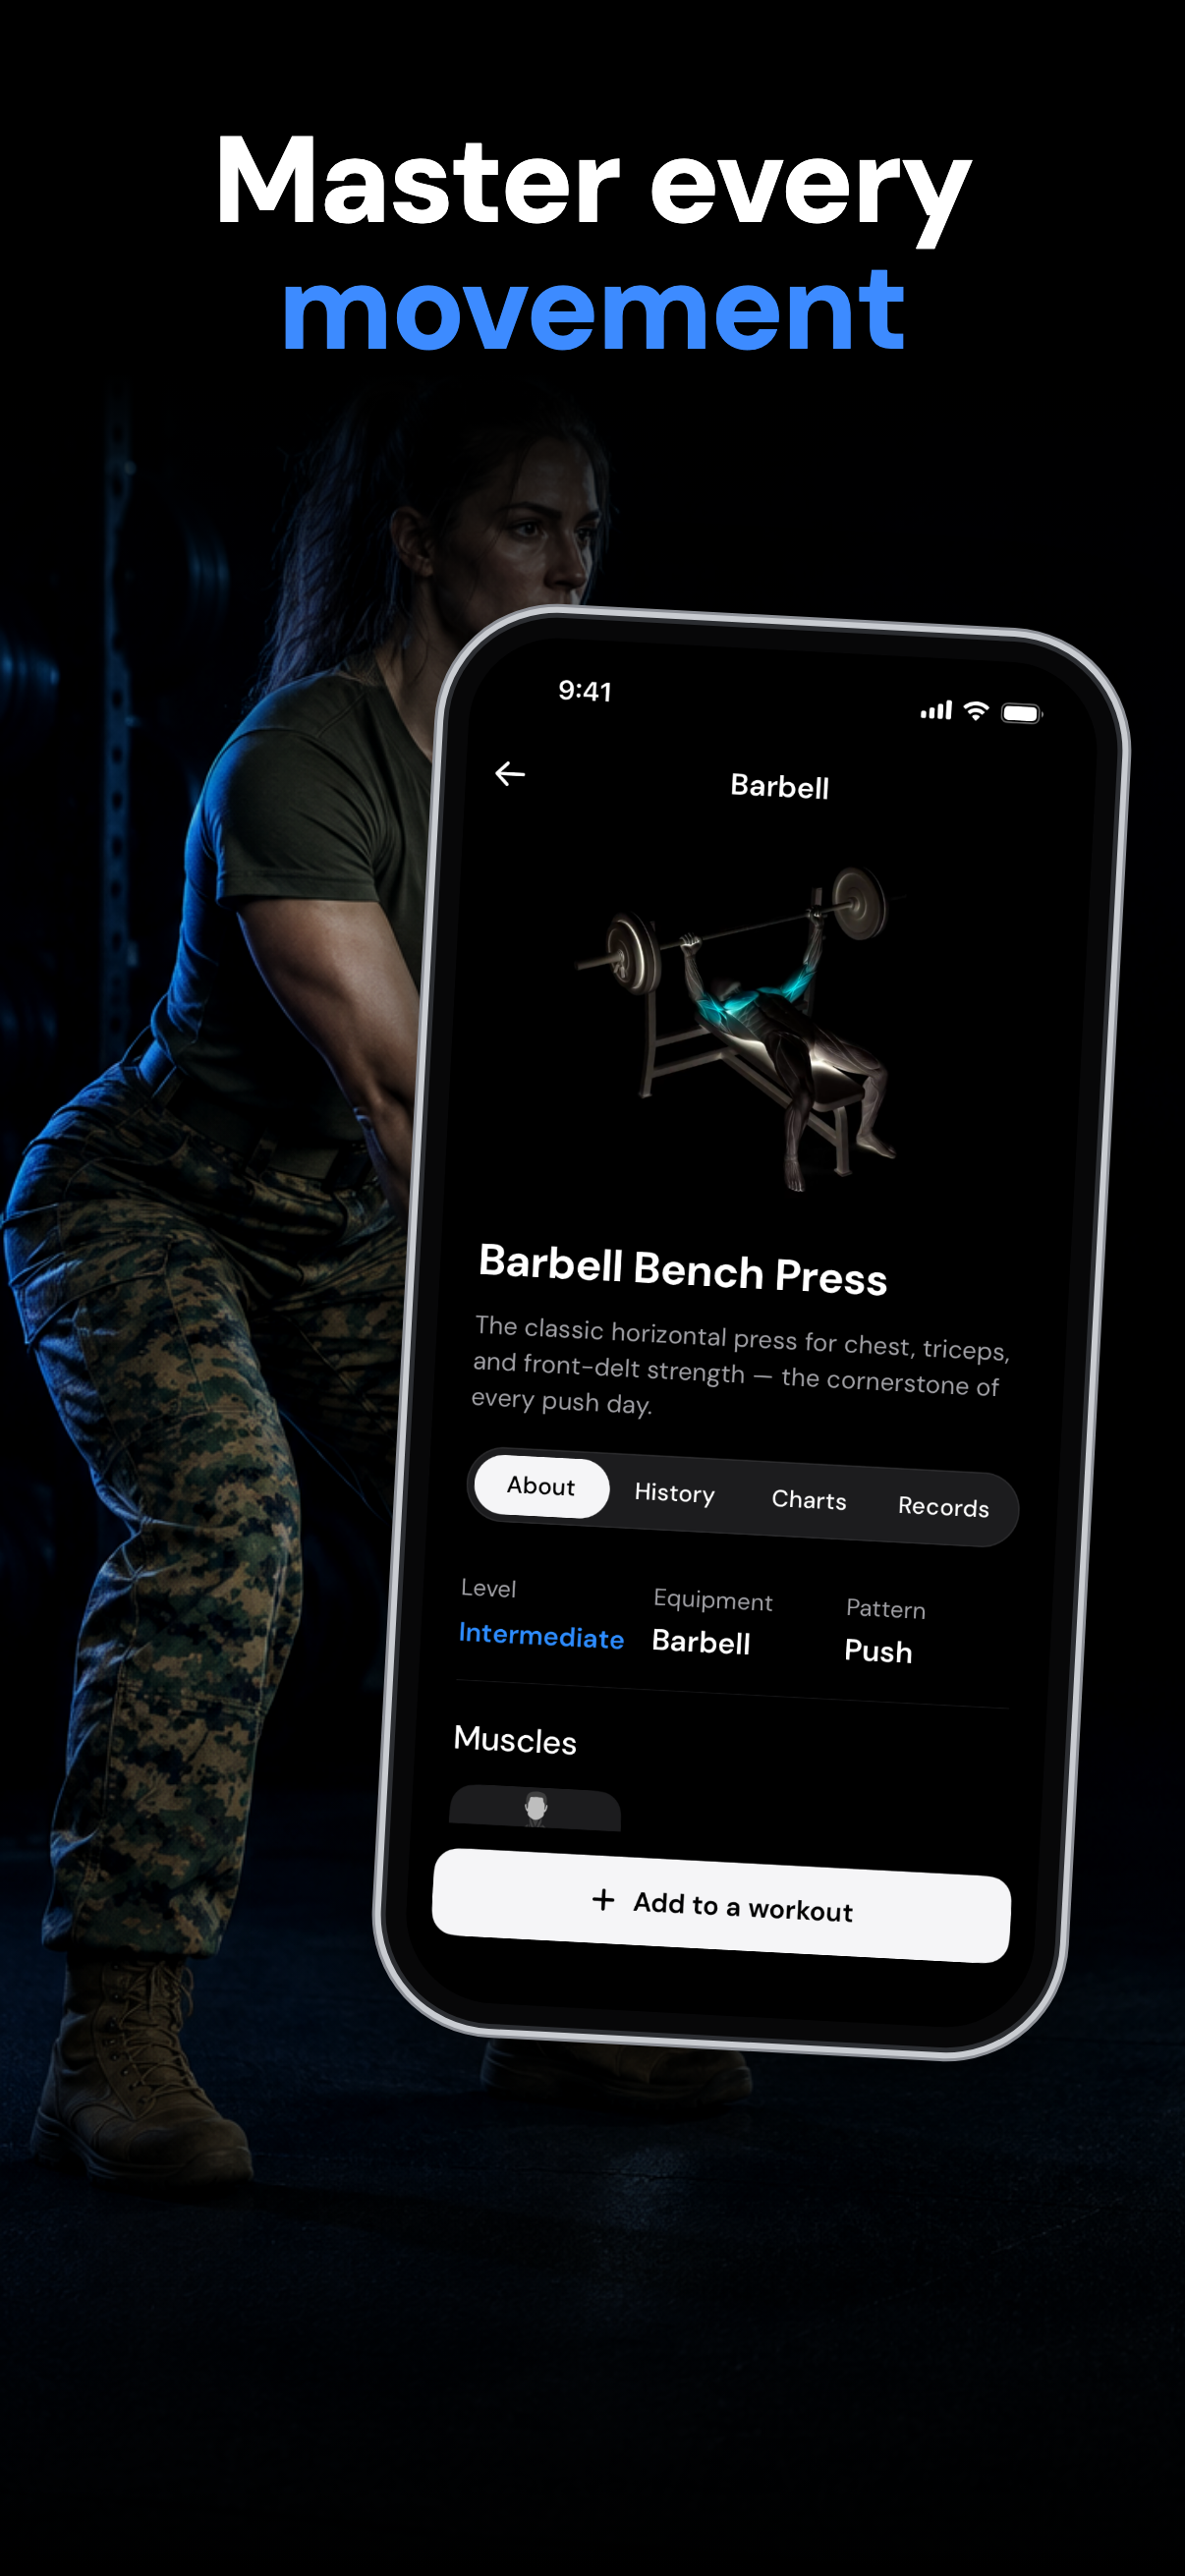 Master every
movement
9:41
Barbell
Barbell Bench Press
The classic horizontal press for chest, triceps,
and front-delt strength — the cornerstone of
every push day.
About History Charts Records
Level Equipment Pattern
Intermediate Barbell Push
Muscles
+ Add to a workout